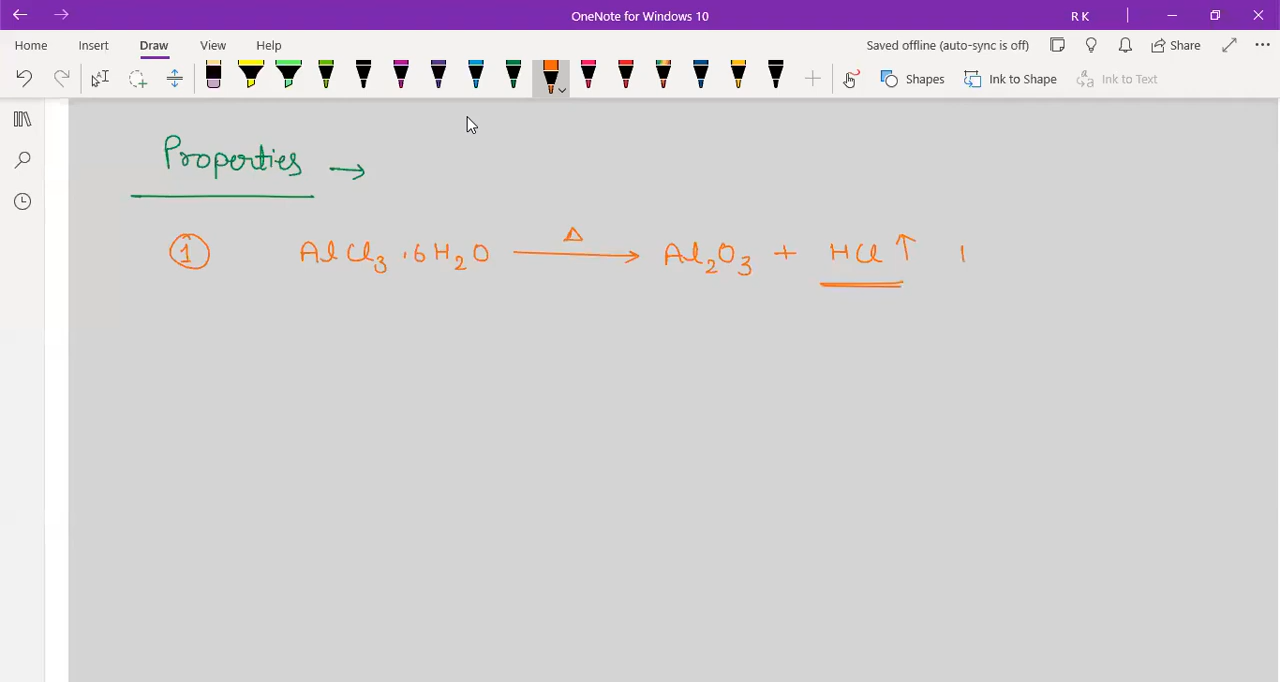 OneNote for Windows 10
R K
Home Insert Draw View Help
Saved offline (auto-sync is off) Share
Shapes Ink to Shape Ink to Text
Properties →
① AlCl₃·6H₂O —Δ→ Al₂O₃ + HCl↑